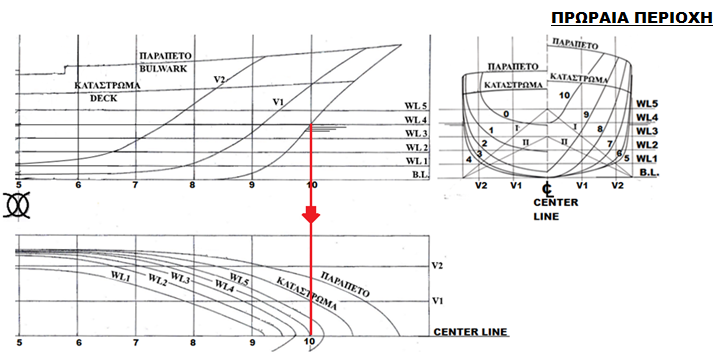 ΠΡΩΡΑΙΑ ΠΕΡΙΟΧΗ
ΠΑΡΑΠΕΤΟ
BULWARK
V2
ΚΑΤΑΣΤΡΩΜΑ
DECK
V1
WL 5
WL 4
WL 3
WL 2
WL 1
B.L.
5 6 7 8 9 10
ΠΑΡΑΠΕΤΟ
ΚΑΤΑΣΤΡΩΜΑ
ΚΑΤΑΣΤΡΩΜΑ
10
0 9
I I
1 8
II II
2 7
3 6
4 5
WL5
WL4
WL3
WL2
WL1
B.L.
V2 V1 V1 V2
CENTER
LINE
WL1
WL2
WL3
WL4
WL5
ΚΑΤΑΣΤΡΩΜΑ
ΠΑΡΑΠΕΤΟ
V2
V1
CENTER LINE
5 6 7 8 9 10